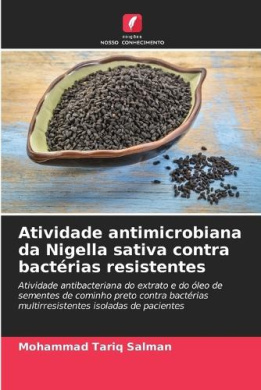 edições
NOSSO CONHECIMENTO
Atividade antimicrobiana
da Nigella sativa contra
bactérias resistentes
Atividade antibacteriana do extrato e do óleo de
sementes de cominho preto contra bactérias
multirresistentes isoladas de pacientes
Mohammad Tariq Salman